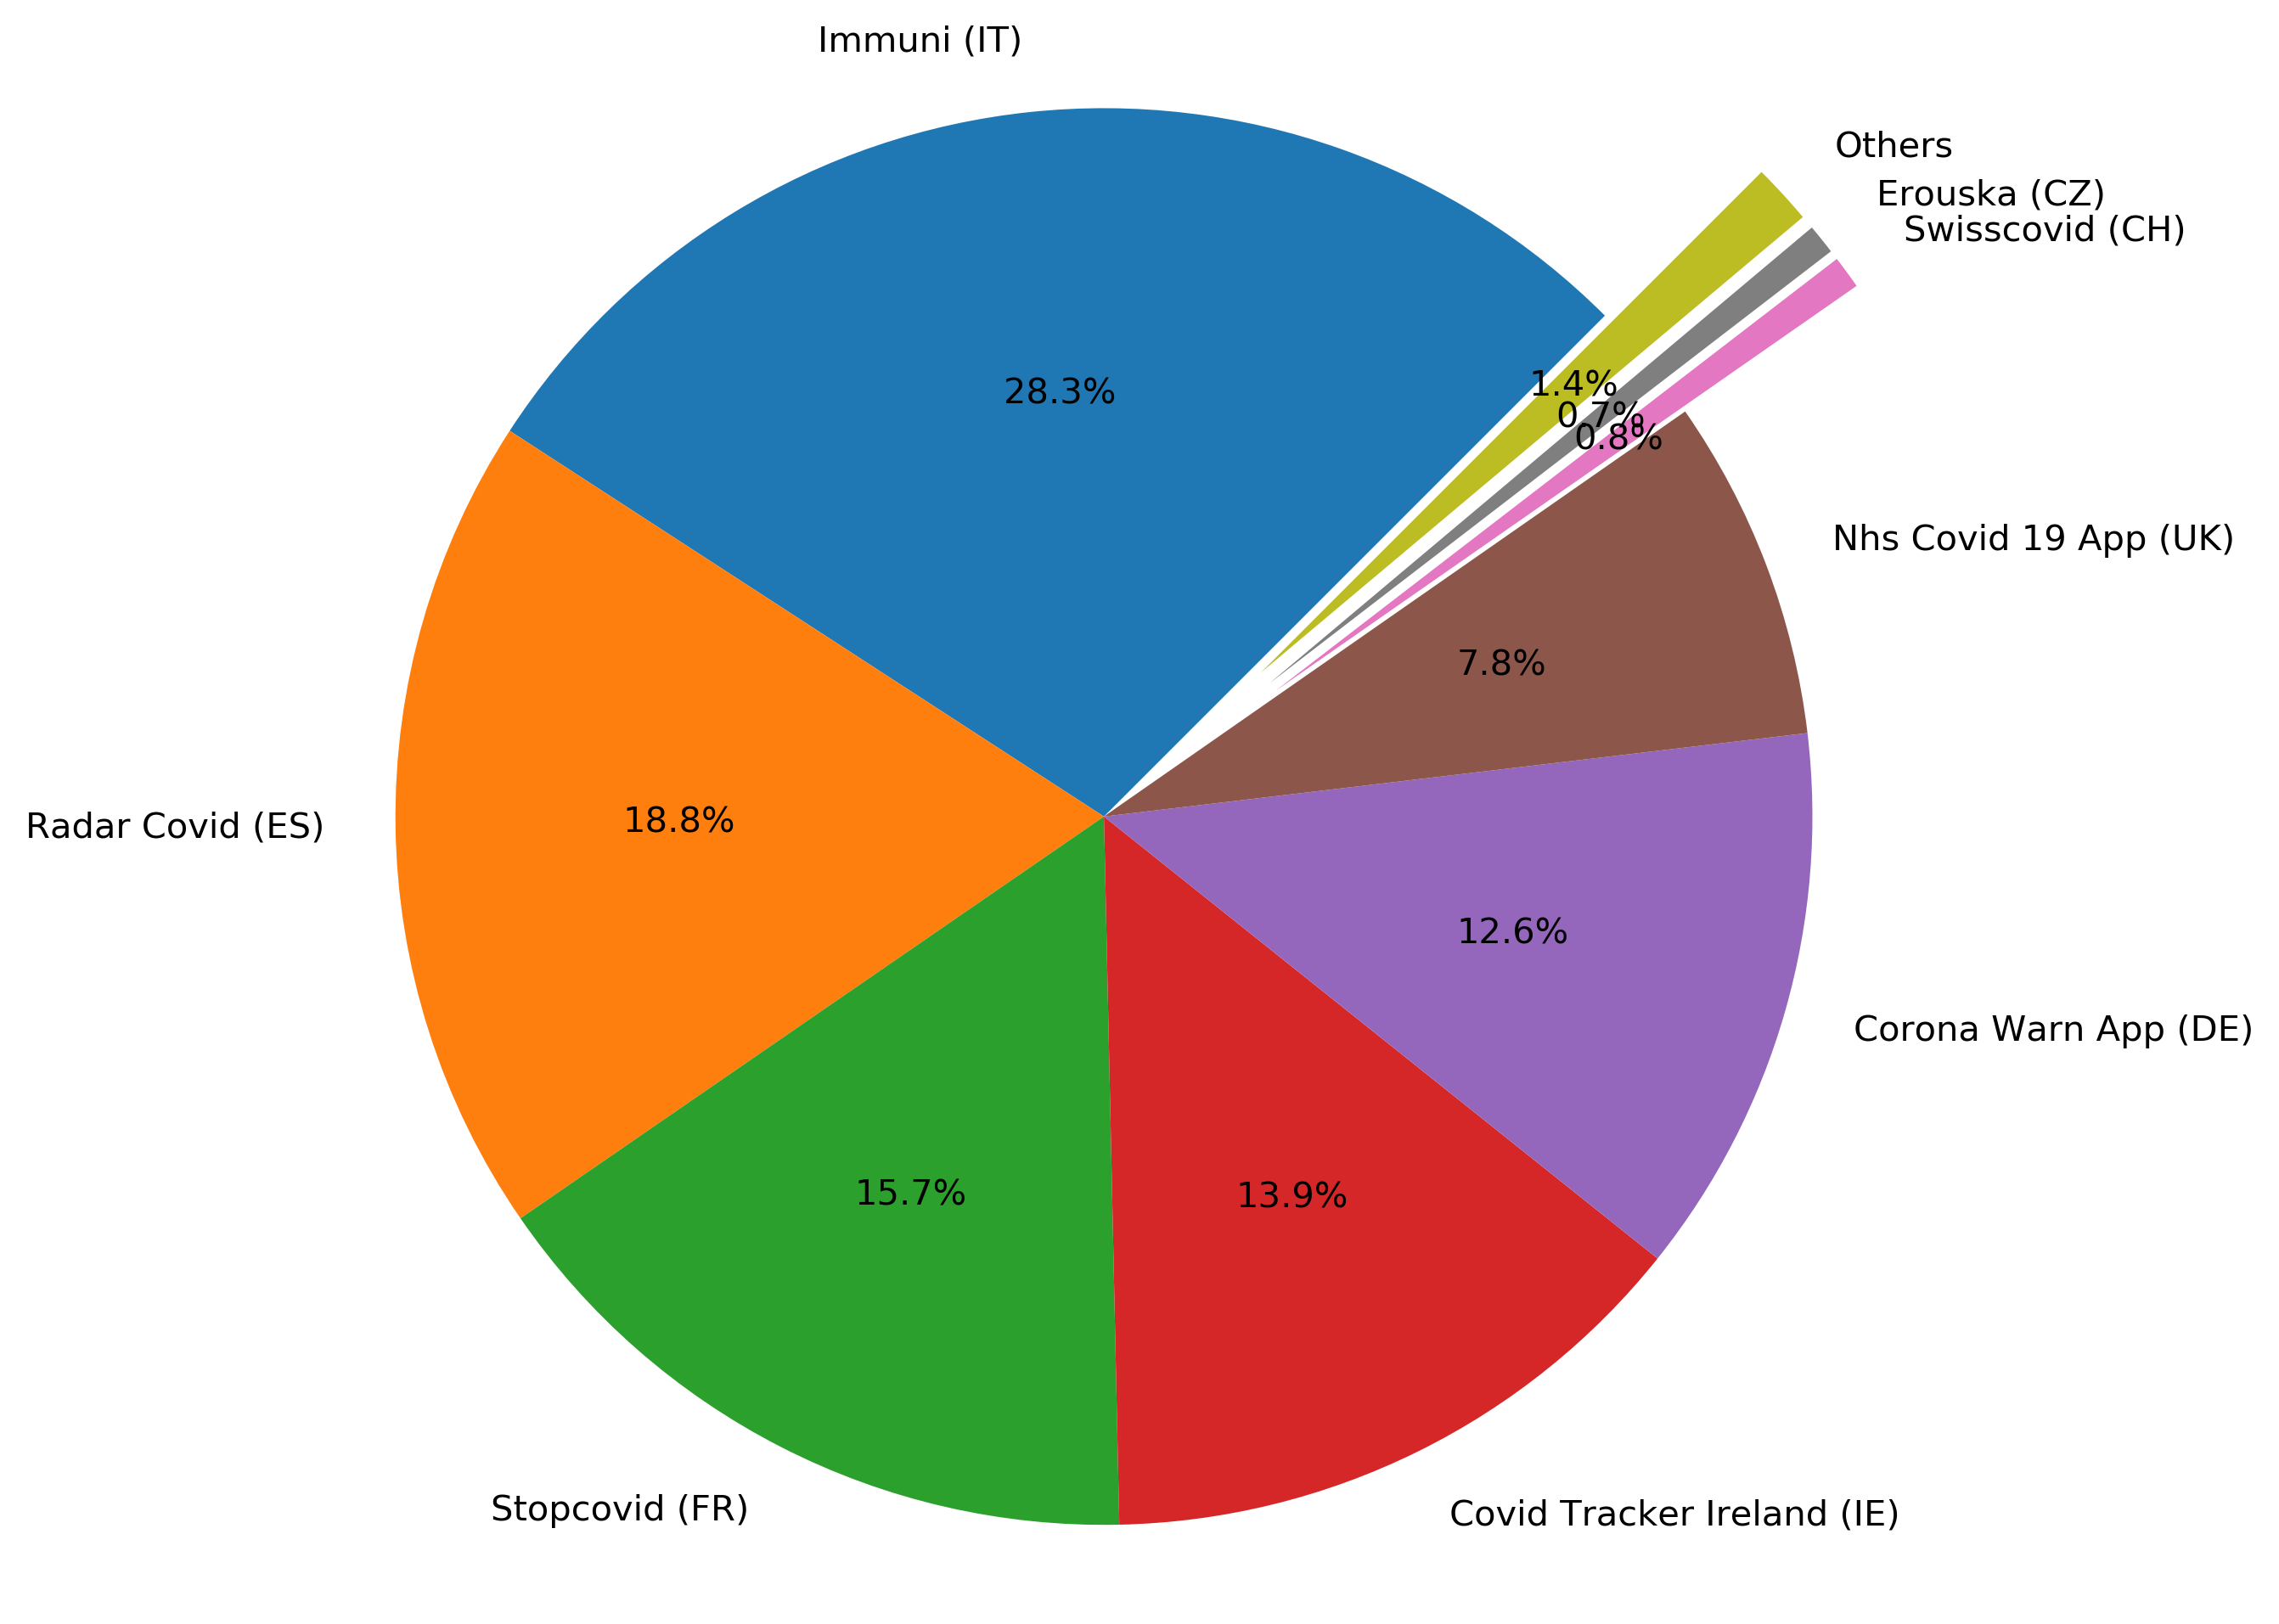 Immuni (IT)
Others
Erouska (CZ)
Swisscovid (CH)
28.3%
1.4%
0.7%
0.8%
Nhs Covid 19 App (UK)
7.8%
Radar Covid (ES)
18.8%
12.6%
Corona Warn App (DE)
15.7%
13.9%
Stopcovid (FR)
Covid Tracker Ireland (IE)